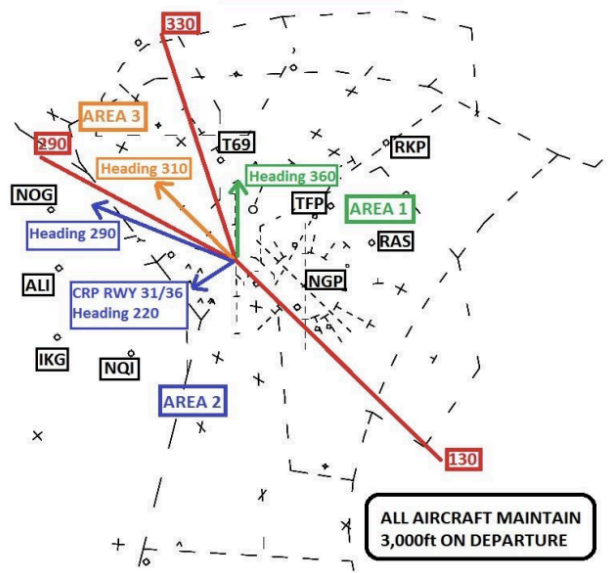 330
AREA 3
290
T69
RKP
Heading 310
Heading 360
NOG
TFP
AREA 1
Heading 290
RAS
ALI
CRP RWY 31/36
Heading 220
NGP
IKG
NQI
AREA 2
130
ALL AIRCRAFT MAINTAIN
3,000ft ON DEPARTURE